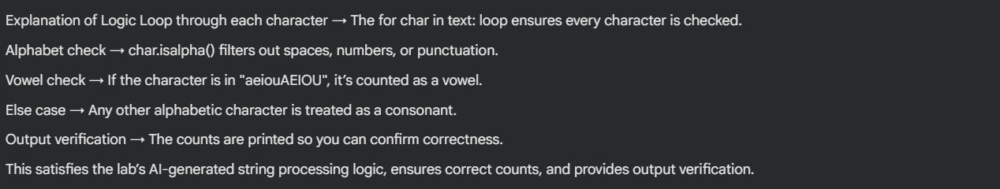 Explanation of Logic Loop through each character → The for char in text: loop ensures every character is checked.
Alphabet check → char.isalpha() filters out spaces, numbers, or punctuation.
Vowel check → If the character is in "aeiouAEIOU", it’s counted as a vowel.
Else case → Any other alphabetic character is treated as a consonant.
Output verification → The counts are printed so you can confirm correctness.
This satisfies the lab’s AI-generated string processing logic, ensures correct counts, and provides output verification.